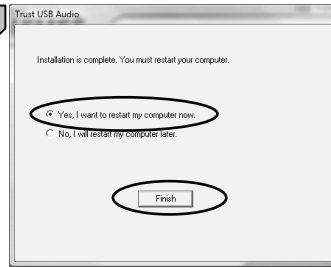 Trust USB Audio
Installation is complete. You must restart your computer.
Yes, I want to restart my computer now.
No, I will restart my computer later.
Finish